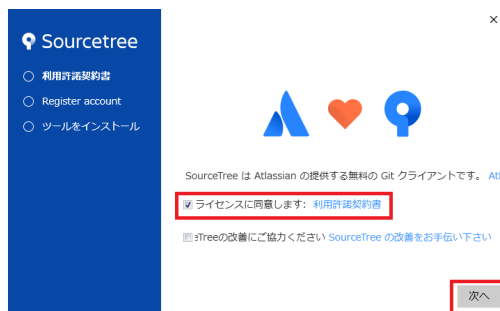 Sourcetree
利用許諾契約書
Register account
ツールをインストール
SourceTree は Atlassian の提供する無料の Git クライアントです。 Atl
ライセンスに同意します: 利用許諾契約書
eTreeの改善にご協力ください SourceTree の改善をお手伝い下さい
次へ